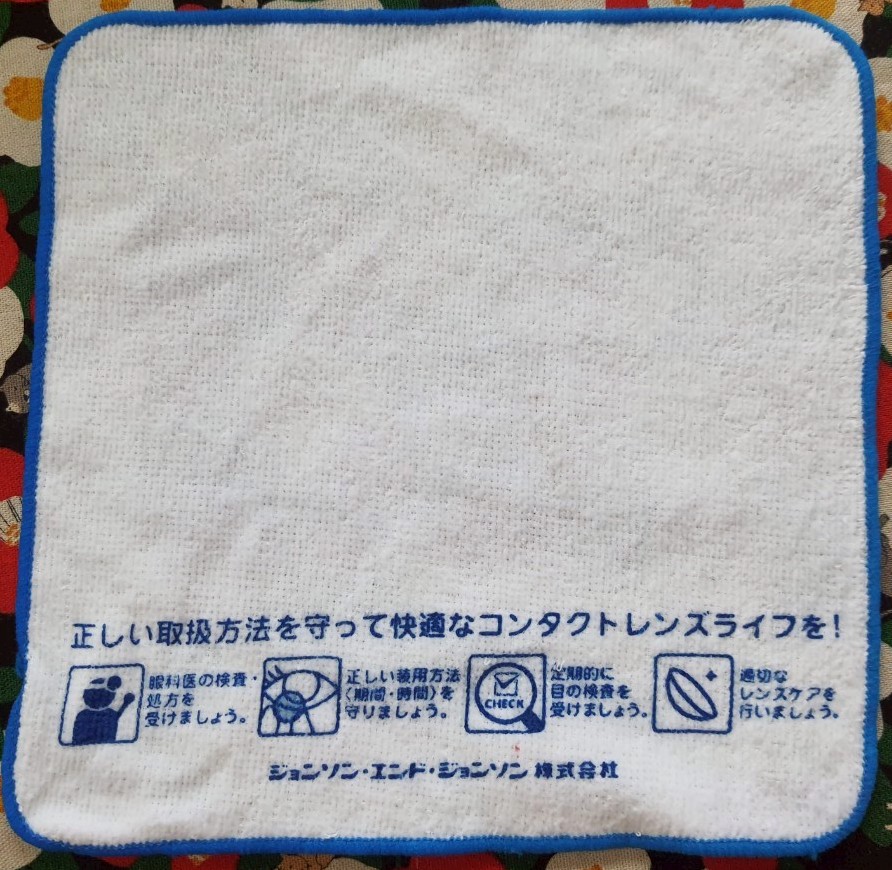 正しい取扱方法を守って快適なコンタクトレンズライフを!
眼科医の検査・
処方を
受けましょう。
正しい装用方法
〈期間・時間〉を
守りましょう。
CHECK
定期的に
目の検査を
受けましょう。
適切な
レンズケアを
行いましょう。
ジョンソン・エンド・ジョンソン株式会社